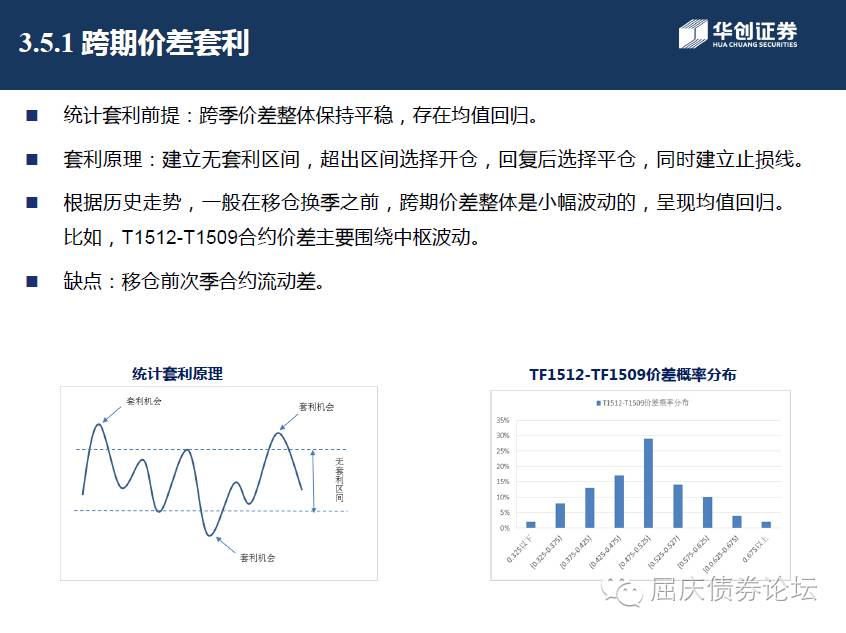 3.5.1 跨期价差套利
华创证券
HUA CHUANG SECURITIES
统计套利前提：跨季价差整体保持平稳，存在均值回归。
套利原理：建立无套利区间，超出区间选择开仓，回复后选择平仓，同时建立止损线。
根据历史走势，一般在移仓换季之前，跨期价差整体是小幅波动的，呈现均值回归。
比如，T1512-T1509合约价差主要围绕中枢波动。
缺点：移仓前次季合约流动差。
统计套利原理
套利机会
套利机会
无套利区间
套利机会
TF1512-TF1509价差概率分布
T1512-T1509价差概率分布
35%
30%
25%
20%
15%
10%
5%
0%
0.325以下
[0.325-0.375)
[0.375-0.425)
[0.425-0.475)
[0.475-0.525)
[0.525-0.527)
[0.575-0.625)
[0.0.625-0.675)
0.675以上
屈庆债券论坛